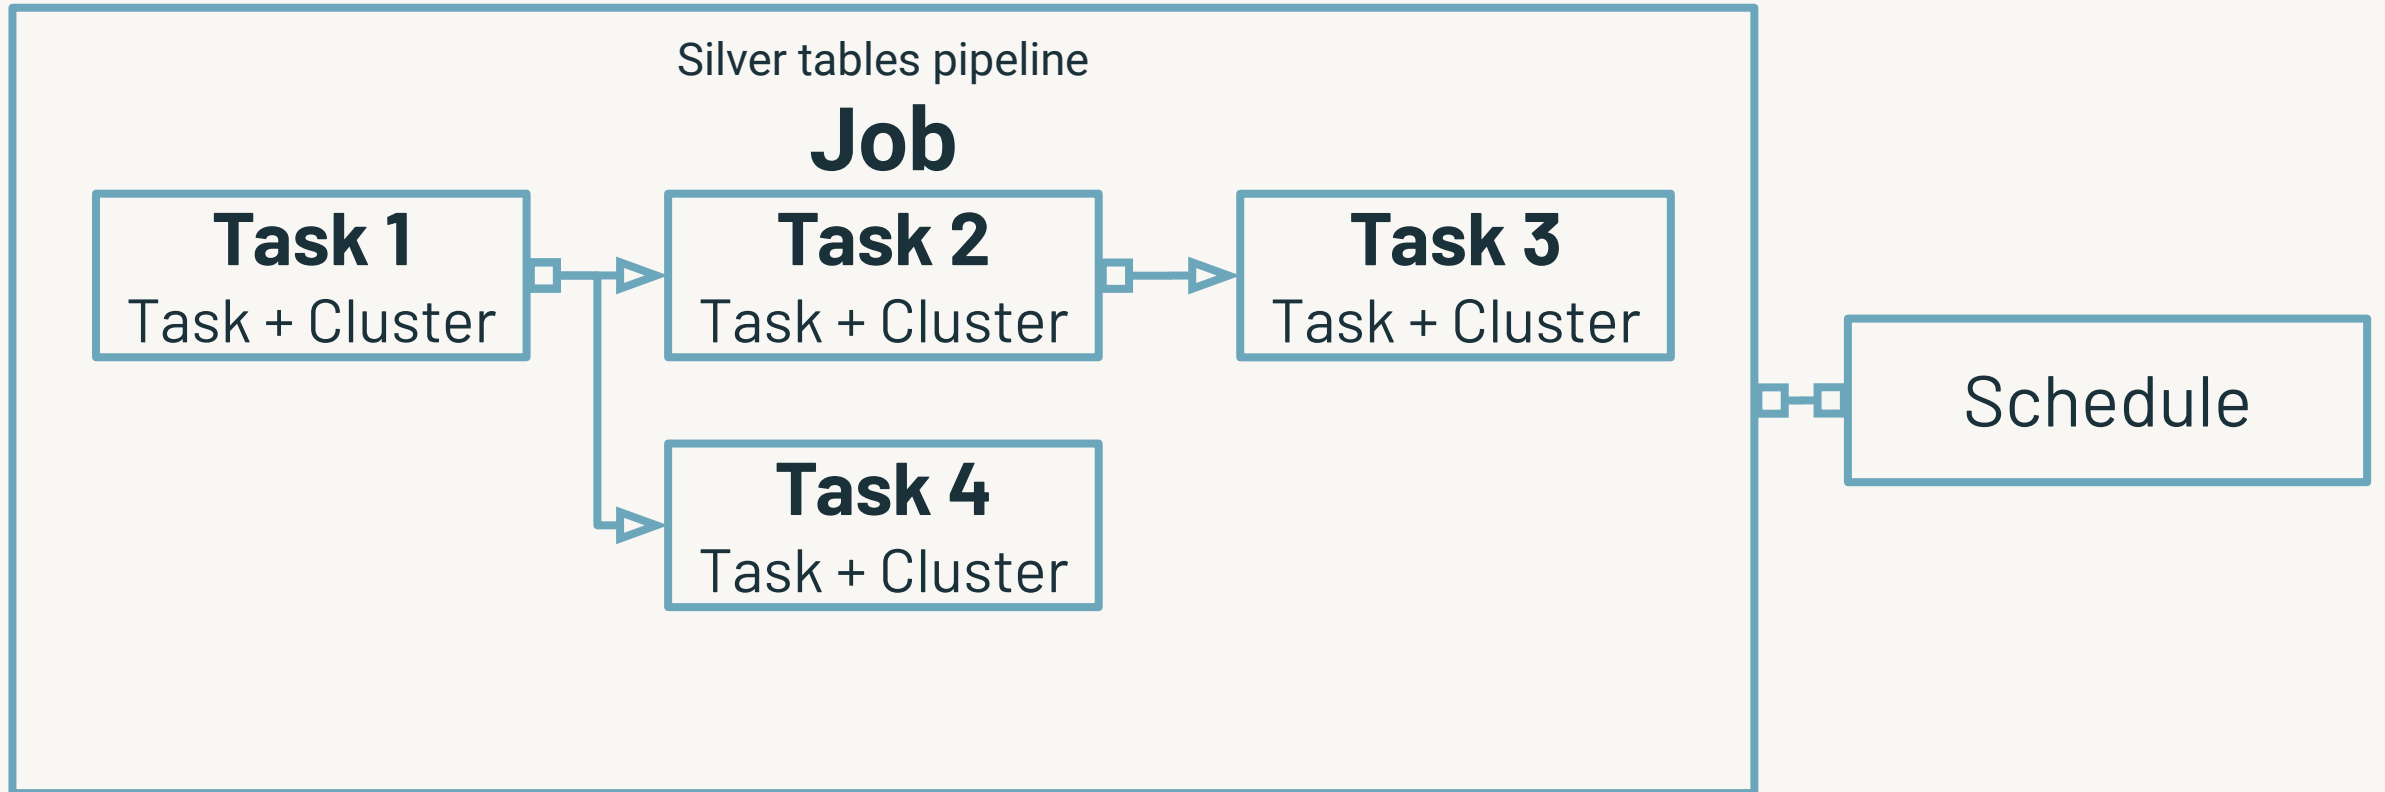 Silver tables pipeline
Job
Task 1
Task + Cluster
Task 2
Task + Cluster
Task 3
Task + Cluster
Task 4
Task + Cluster
Schedule